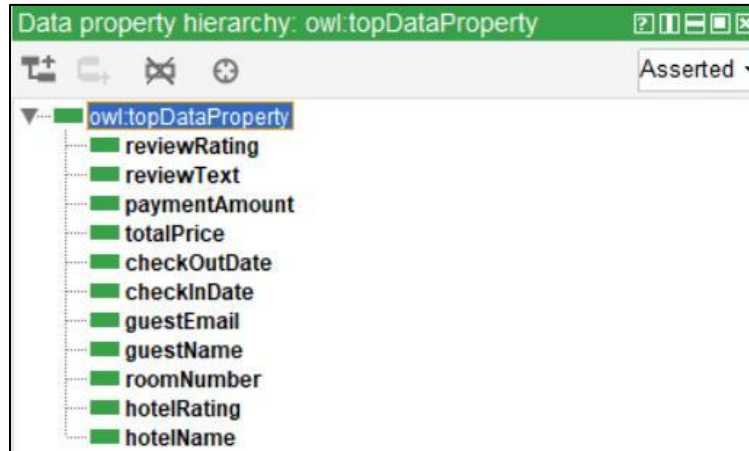 Data property hierarchy: owl:topDataProperty
Asserted
owl:topDataProperty
reviewRating
reviewText
paymentAmount
totalPrice
checkOutDate
checkInDate
guestEmail
guestName
roomNumber
hotelRating
hotelName